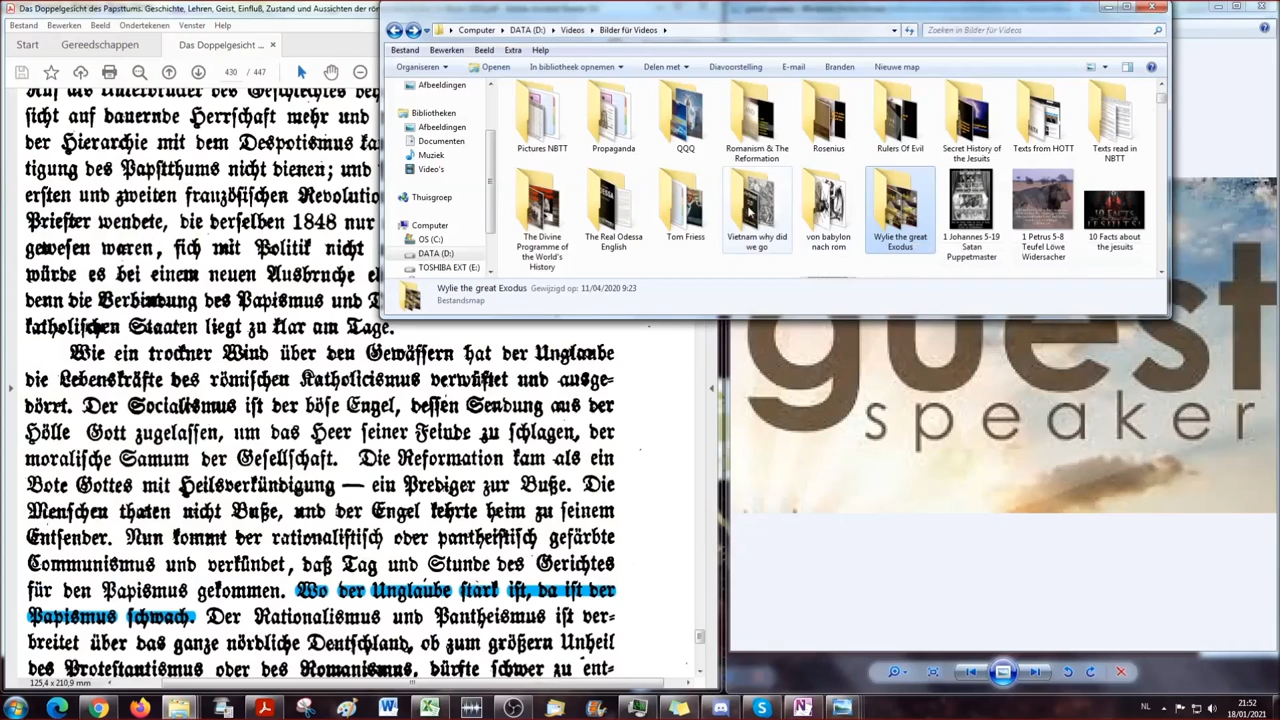 Das Doppelgesicht des Papsttums. Geschichte, Lehren, Geist, Einfluß, Zustand und Aussichten der rö
Bestand Bewerken Beeld Ondertekenen Venster Help
Start Gereedschappen Das Doppelgesicht ...
430 / 447
sicht auf dauernde Herrschaft mehr und
der Hierarchie mit dem Despotismus ka
tigung des Papstthums nicht dienen; und
ersten und zweiten französischen Revolutio
Priester wendete, die derselben 1848 nur
gewesen waren, sich mit Politik nicht
würde es bei einem neuen Ausbruche el
denn die Verbindung des Papismus und T
katholischen Staaten liegt zu klar am Tage.
Wie ein trockner Wind über den Gewässern hat der Unglaube
die Lebenskräfte des römischen Katholicismus verwüstet und ausge-
dörrt. Der Socialismus ist der böse Engel, dessen Sendung aus der
Hölle Gott zugelassen, um das Heer seiner Feinde zu schlagen, der
moralische Samum der Gesellschaft. Die Reformation kam als ein
Bote Gottes mit Heilsverkündigung — ein Prediger zur Buße. Die
Menschen thaten nicht Buße, und der Engel kehrte heim zu seinem
Entsender. Nun kommt der rationalistisch oder pantheistisch gefärbte
Communismus und verkündet, daß Tag und Stunde des Gerichtes
für den Papismus gekommen. Wo der Unglaube stark ist, da ist der
Papismus schwach. Der Rationalismus und Pantheismus ist ver-
breitet über das ganze nördliche Deutschland, ob zum größern Unheil
des Protestantismus oder des Romanismus, dürfte schwer zu ent-
125,4 x 210,9 mm
Computer DATA (D:) Videos Bilder für Videos
Zoeken in Bilder für Videos
Bestand Bewerken Beeld Extra Help
Organiseren Openen In bibliotheek opnemen Delen met Diavoorstelling E-mail Branden Nieuwe map
Afbeeldingen
Bibliotheken
Afbeeldingen
Documenten
Muziek
Video's
Thuisgroep
Computer
OS (C:)
DATA (D:)
TOSHIBA EXT (E:)
Pictures NBTT
Propaganda
QQQ
Romanism & The
Reformation
Rosenius
Rulers Of Evil
Secret History of
the Jesuits
Texts from HOTT
Texts read in
NBTT
The Divine
Programme of
the World's
History
The Real Odessa
English
Tom Friess
Vietnam why did
we go
von babylon
nach rom
Wylie the great
Exodus
1 Johannes 5-19
Satan
Puppetmaster
1 Petrus 5-8
Teufel Löwe
Widersacher
10 Facts about
the jesuits
Wylie the great Exodus Gewijzigd op: 11/04/2020 9:23
Bestandsmap
guest
speaker
NL
21:52
18/01/2021